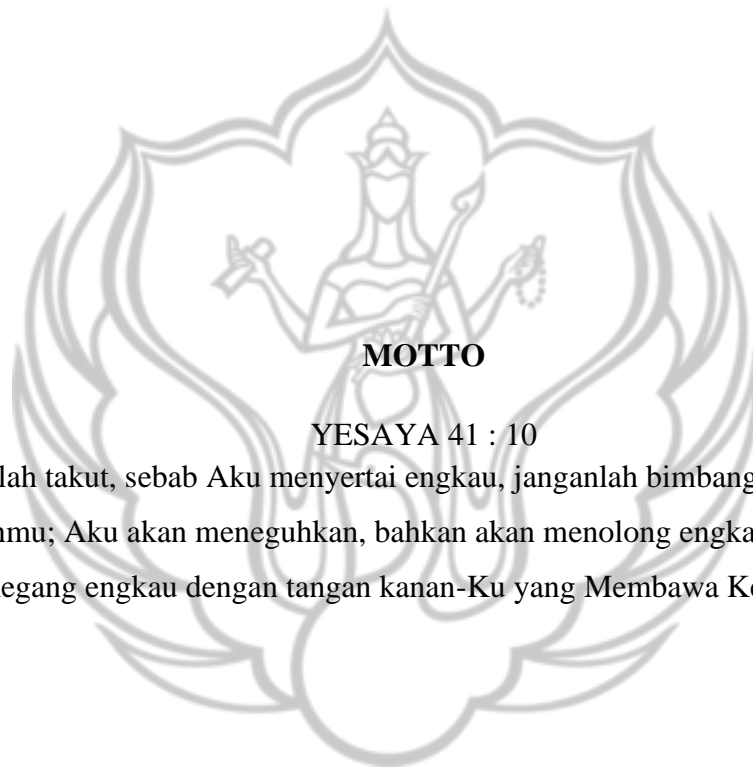 MOTTO
YESAYA 41 : 10
lah takut, sebab Aku menyertai engkau, janganlah bimbang
mu; Aku akan meneguhkan, bahkan akan menolong engka
egang engkau dengan tangan kanan-Ku yang Membawa Ke